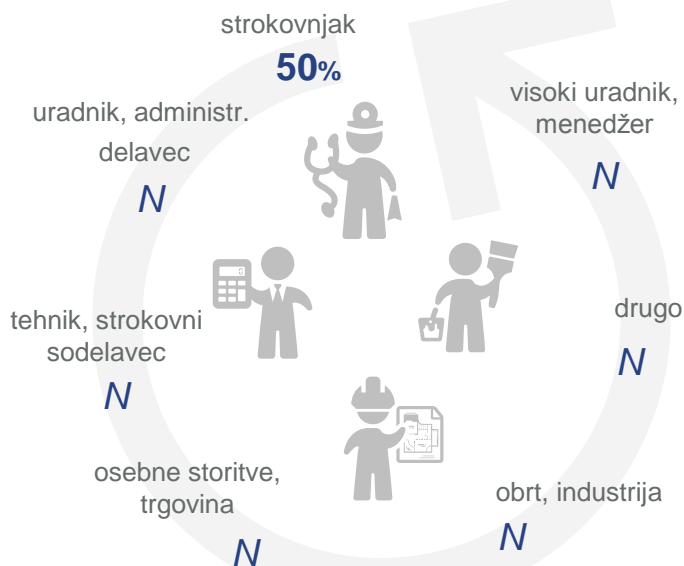 strokovnjak
50%
visoki uradnik,
menedžer
N
uradnik, administr.
delavec
N
drugo
N
tehnik, strokovni
sodelavec
N
osebne storitve,
trgovina
N
obrt, industrija
N